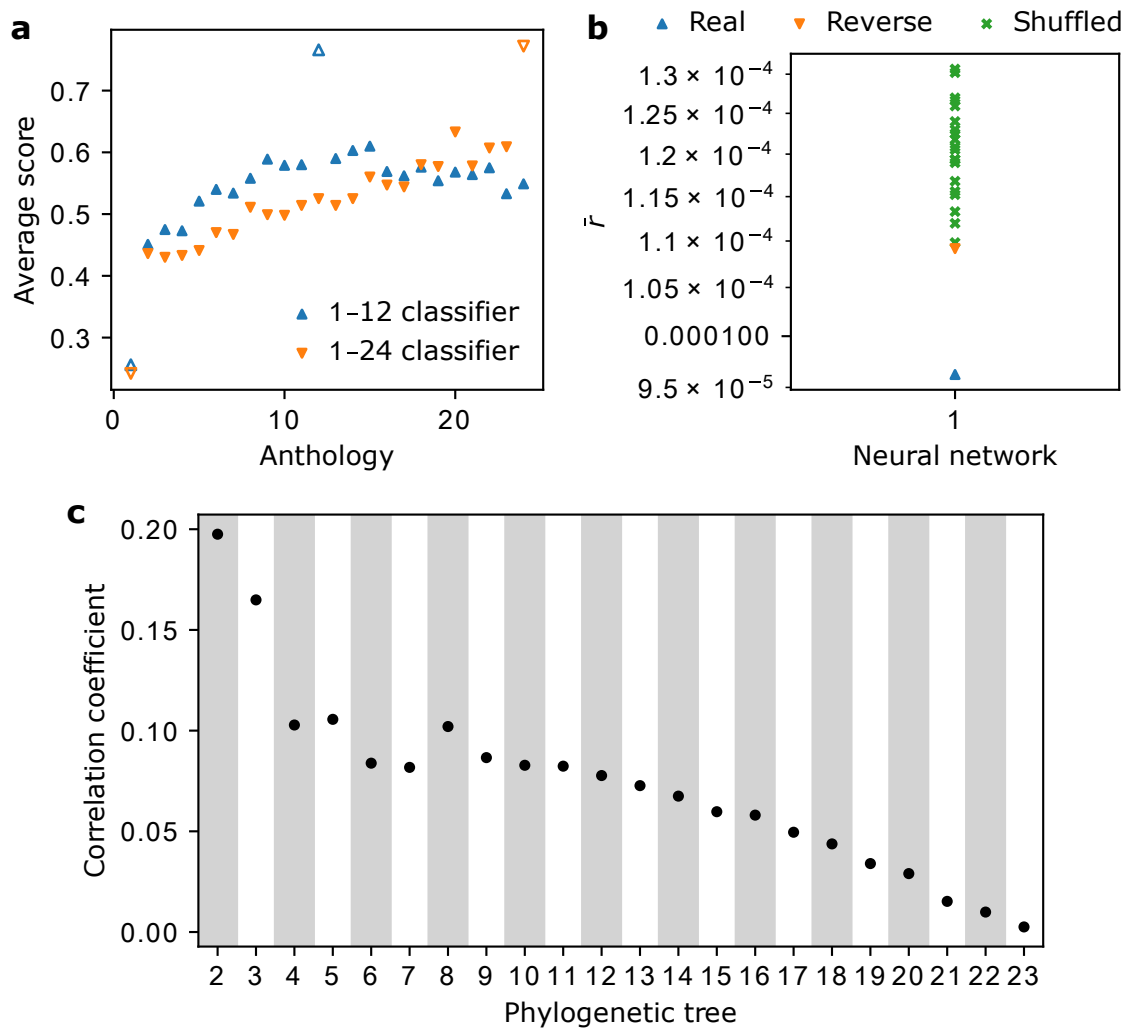 a
Average score
0.7
0.6
0.5
0.4
0.3
1–12 classifier
1–24 classifier
0 10 20
Anthology
b
Real Reverse Shuffled
r̄
1.3 × 10⁻⁴
1.25 × 10⁻⁴
1.2 × 10⁻⁴
1.15 × 10⁻⁴
1.1 × 10⁻⁴
1.05 × 10⁻⁴
0.000100
9.5 × 10⁻⁵
1
Neural network
c
Correlation coefficient
0.20
0.15
0.10
0.05
0.00
2 3 4 5 6 7 8 9 10 11 12 13 14 15 16 17 18 19 20 21 22 23
Phylogenetic tree